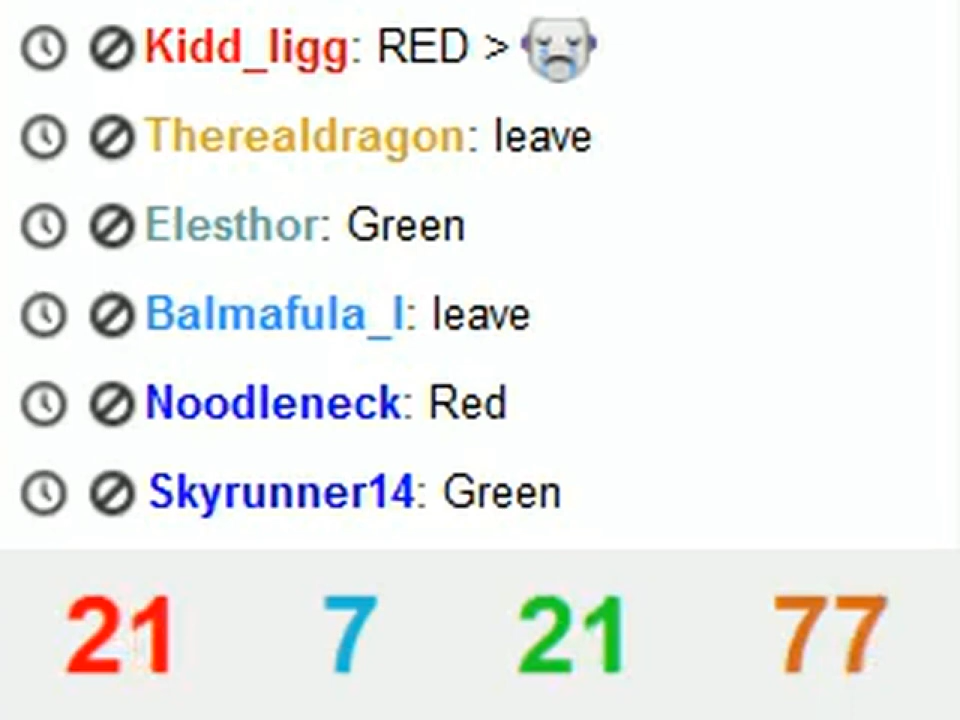 Kidd_ligg: RED >
Therealdragon: leave
Elesthor: Green
Balmafula_l: leave
Noodleneck: Red
Skyrunner14: Green
21 7 21 77